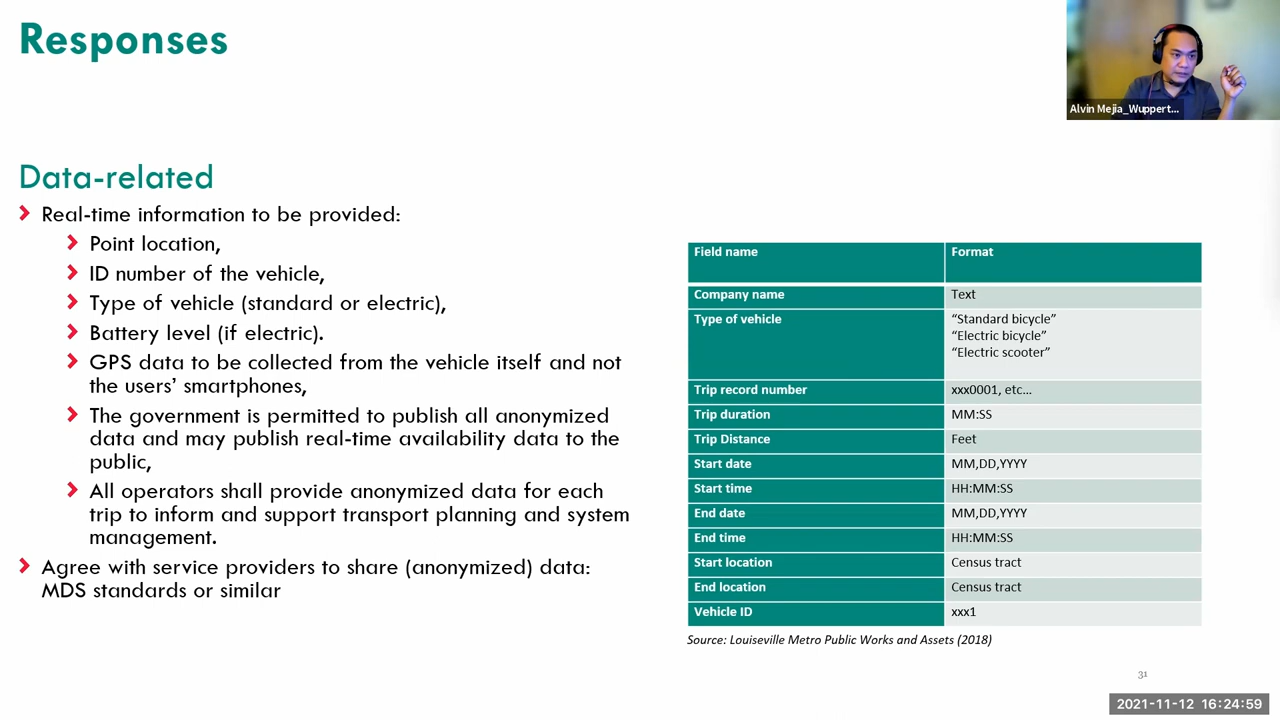 Responses
Alvin Mejia_Wuppert...
Data-related
Real-time information to be provided:
Point location,
ID number of the vehicle,
Type of vehicle (standard or electric),
Battery level (if electric).
GPS data to be collected from the vehicle itself and not
the users’ smartphones,
The government is permitted to publish all anonymized
data and may publish real-time availability data to the
public,
All operators shall provide anonymized data for each
trip to inform and support transport planning and system
management.
Agree with service providers to share (anonymized) data:
MDS standards or similar
Field name Format
Company name Text
Type of vehicle “Standard bicycle”
“Electric bicycle”
“Electric scooter”
Trip record number xxx0001, etc...
Trip duration MM:SS
Trip Distance Feet
Start date MM,DD,YYYY
Start time HH:MM:SS
End date MM,DD,YYYY
End time HH:MM:SS
Start location Census tract
End location Census tract
Vehicle ID xxx1
Source: Louiseville Metro Public Works and Assets (2018)
31
2021-11-12 16:24:59